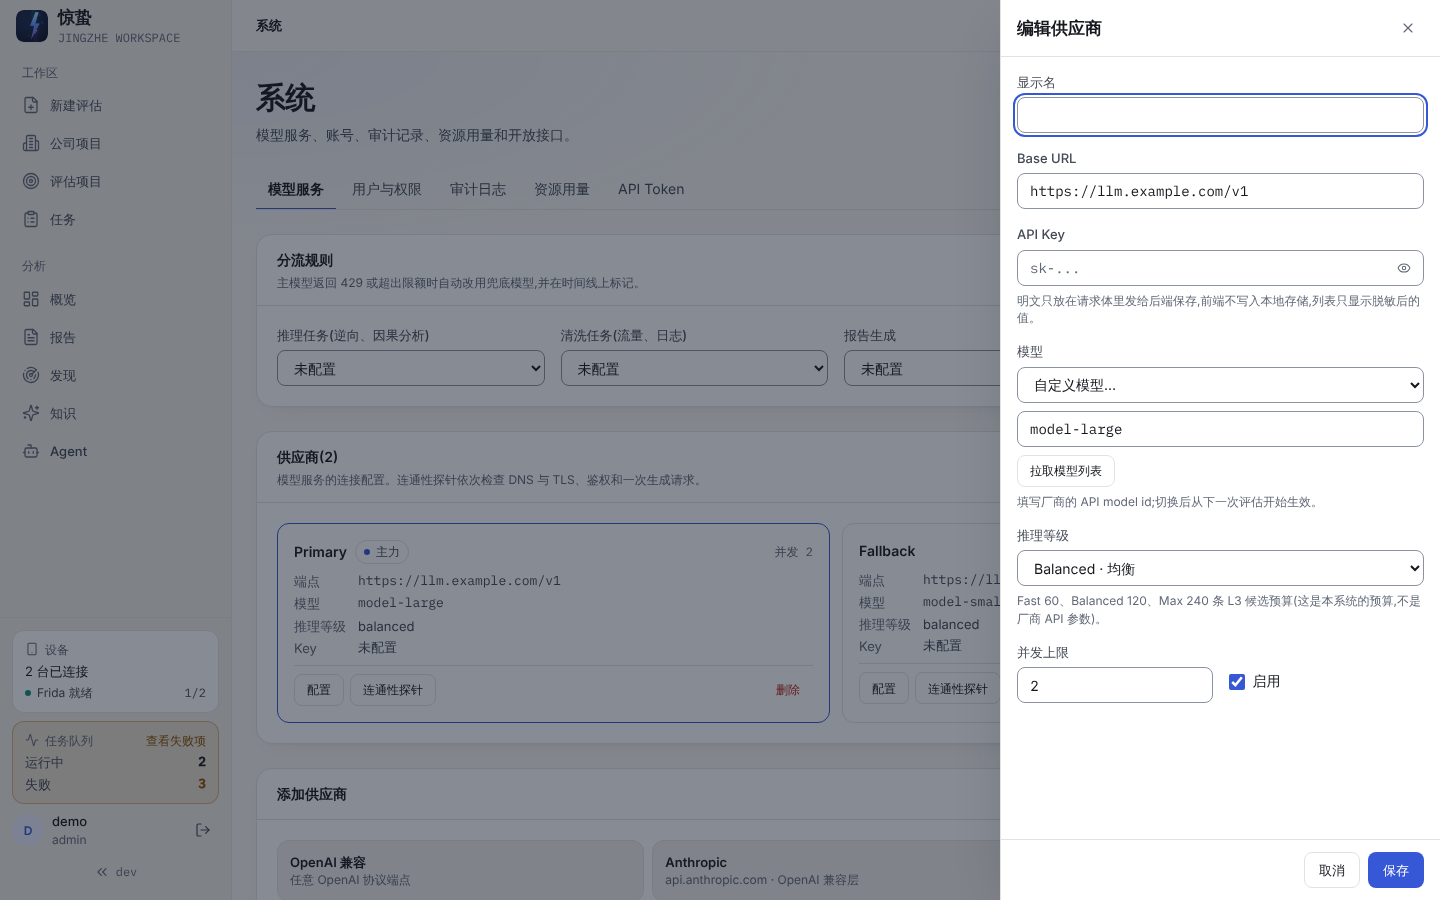 惊蛰
JINGZHE WORKSPACE
工作区
新建评估
公司项目
评估项目
任务
分析
概览
报告
发现
知识
Agent
设备
2 台已连接
Frida 就绪 1/2
任务队列 查看失败项
运行中 2
失败 3
D
demo
admin
dev
系统
系统
模型服务、账号、审计记录、资源用量和开放接口。
模型服务 用户与权限 审计日志 资源用量 API Token
分流规则
主模型返回 429 或超出限额时自动改用兜底模型,并在时间线上标记。
推理任务(逆向、因果分析) 清洗任务(流量、日志) 报告生成
未配置 未配置 未配置
供应商(2)
模型服务的连接配置。连通性探针依次检查 DNS 与 TLS、鉴权和一次生成请求。
Primary 主力 并发 2
端点 https://llm.example.com/v1
模型 model-large
推理等级 balanced
Key 未配置
配置 连通性探针 删除
Fallback
端点 https://ll
模型 model-smal
推理等级 balanced
Key 未配置
配置 连通性探针
添加供应商
OpenAI 兼容
任意 OpenAI 协议端点
Anthropic
api.anthropic.com · OpenAI 兼容层
编辑供应商
显示名
Base URL
https://llm.example.com/v1
API Key
sk-...
明文只放在请求体里发给后端保存,前端不写入本地存储,列表只显示脱敏后的
值。
模型
自定义模型...
model-large
拉取模型列表
填写厂商的 API model id;切换后从下一次评估开始生效。
推理等级
Balanced · 均衡
Fast 60、Balanced 120、Max 240 条 L3 候选预算(这是本系统的预算,不是
厂商 API 参数)。
并发上限
2 启用
取消 保存